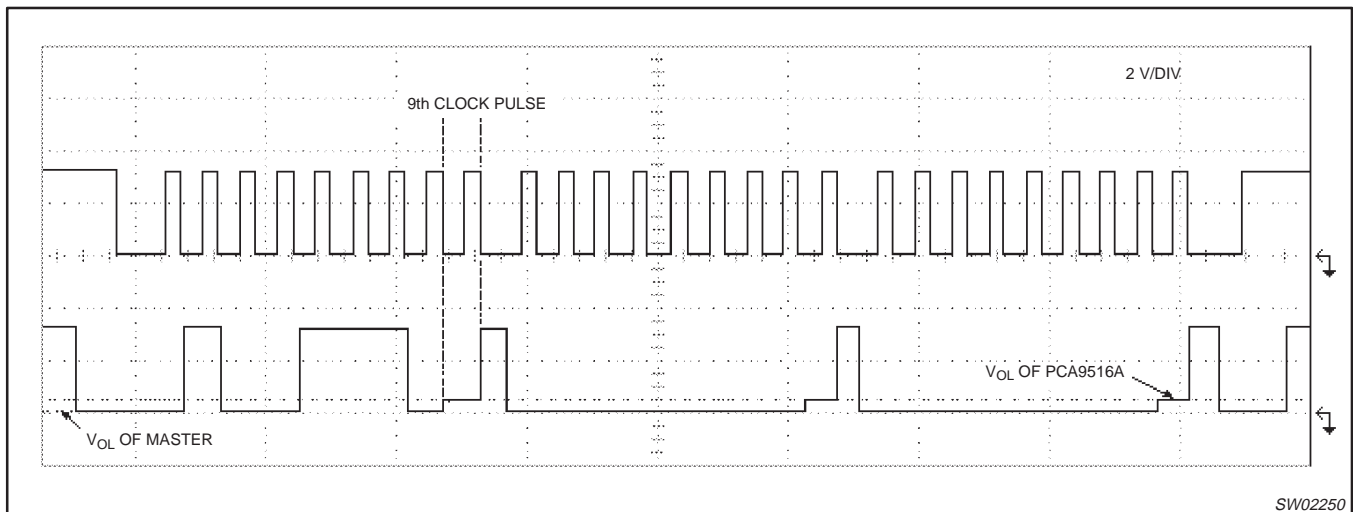 2 V/DIV
9th CLOCK PULSE
VOL OF PCA9516A
VOL OF MASTER
SW02250